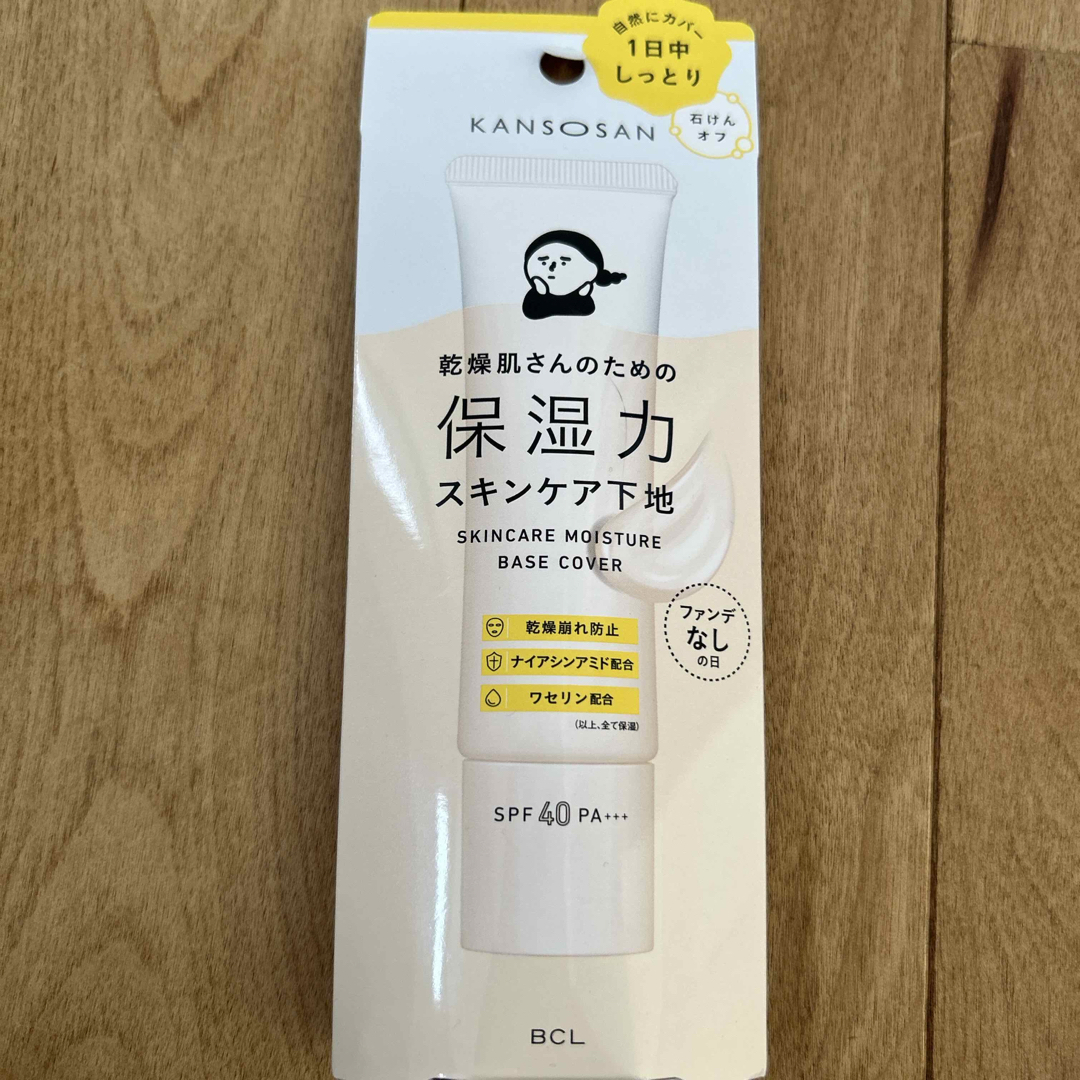 自然にカバー
1日中
しっとり
KANSOSAN
石けん
オフ
乾燥肌さんのための
保湿力
スキンケア下地
SKINCARE MOISTURE
BASE COVER
ファンデ
なし
の日
乾燥崩れ防止
ナイアシンアミド配合
ワセリン配合
(以上、全て保湿)
SPF 40 PA+++
BCL